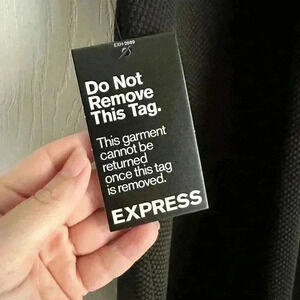 EXH-0669
Do Not
Remove
This Tag.
This garment
cannot be
returned
once this tag
is removed.
EXPRESS